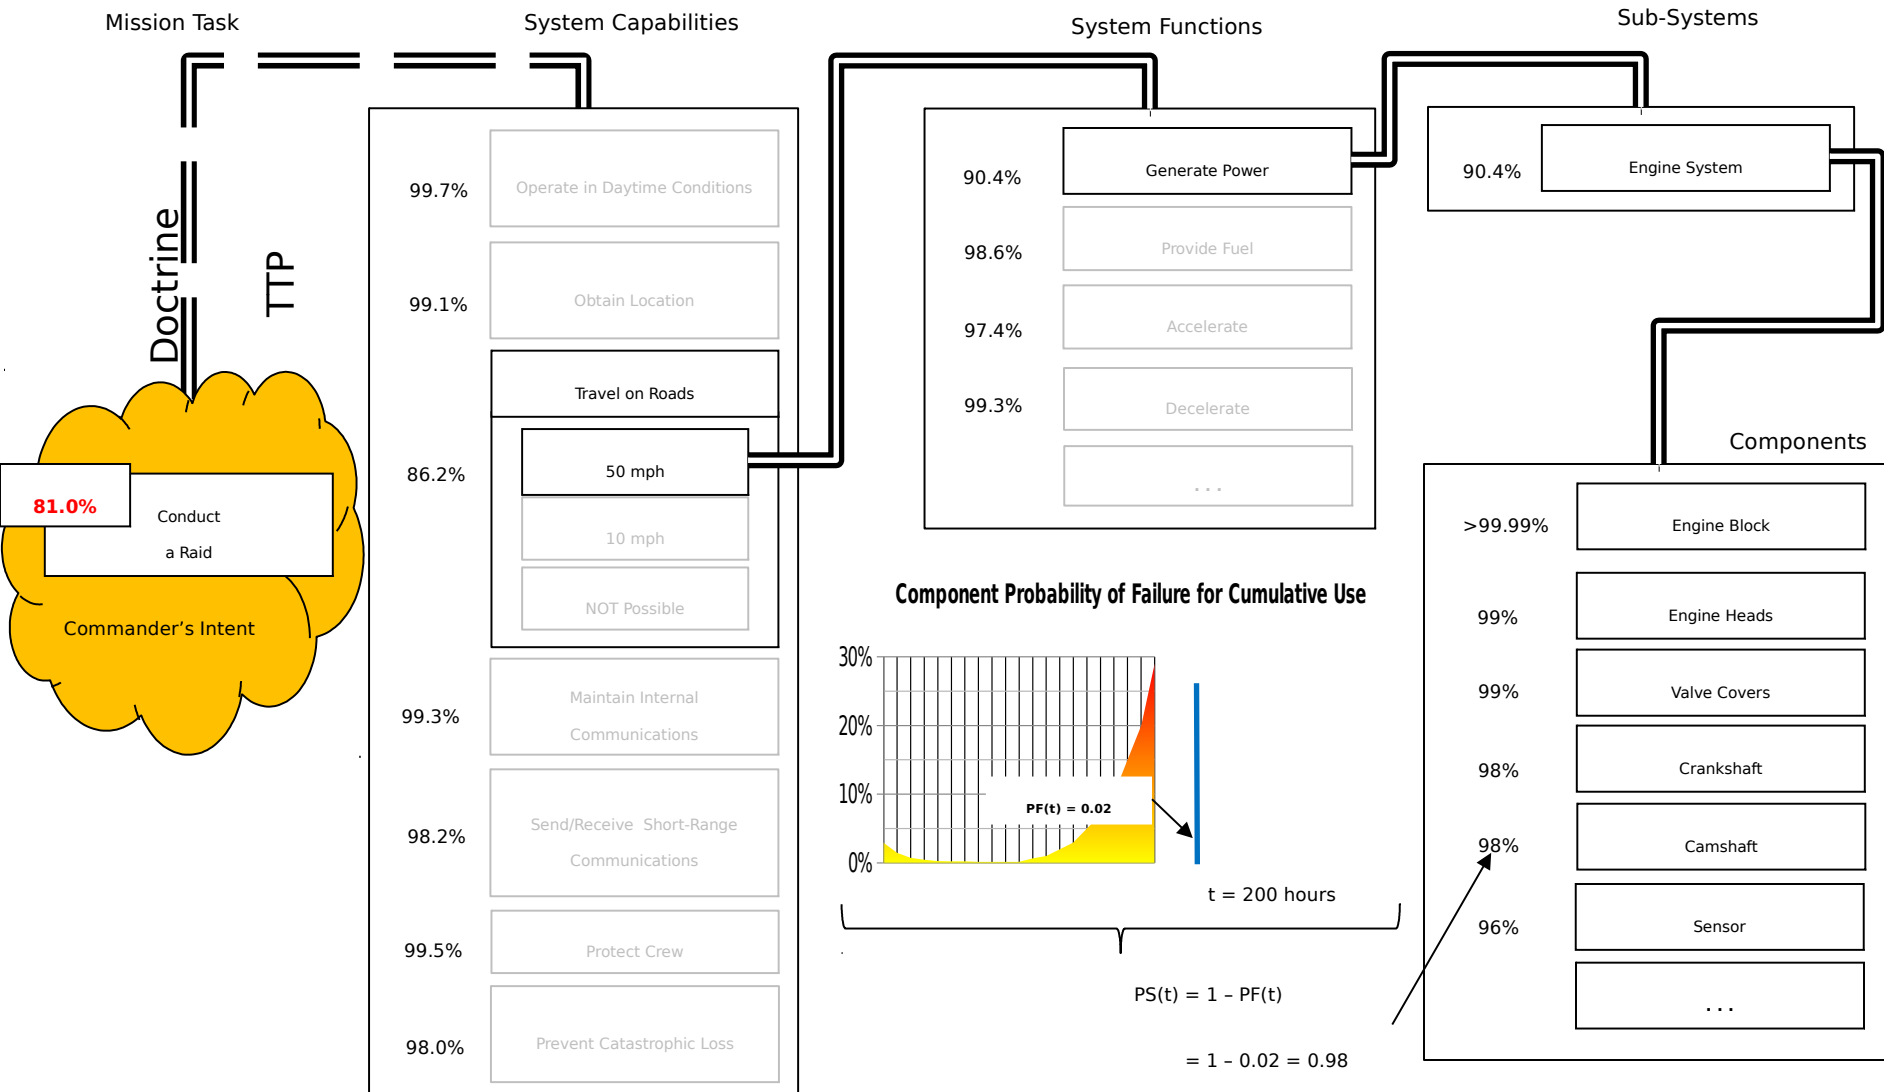 Mission Task
System Capabilities
System Functions
Sub-Systems
Doctrine
TTP
81.0%
Conduct
a Raid
Commander’s Intent
99.7%
Operate in Daytime Conditions
99.1%
Obtain Location
Travel on Roads
86.2%
50 mph
10 mph
NOT Possible
99.3%
Maintain Internal
Communications
98.2%
Send/Receive  Short-Range
Communications
99.5%
Protect Crew
98.0%
Prevent Catastrophic Loss
90.4%
Generate Power
98.6%
Provide Fuel
97.4%
Accelerate
99.3%
Decelerate
. . .
90.4%
Engine System
Components
>99.99%
Engine Block
99%
Engine Heads
99%
Valve Covers
98%
Crankshaft
98%
Camshaft
96%
Sensor
. . .
Component Probability of Failure for Cumulative Use
30%
20%
10%
0%
PF(t) = 0.02
t = 200 hours
PS(t) = 1 – PF(t)
= 1 – 0.02 = 0.98